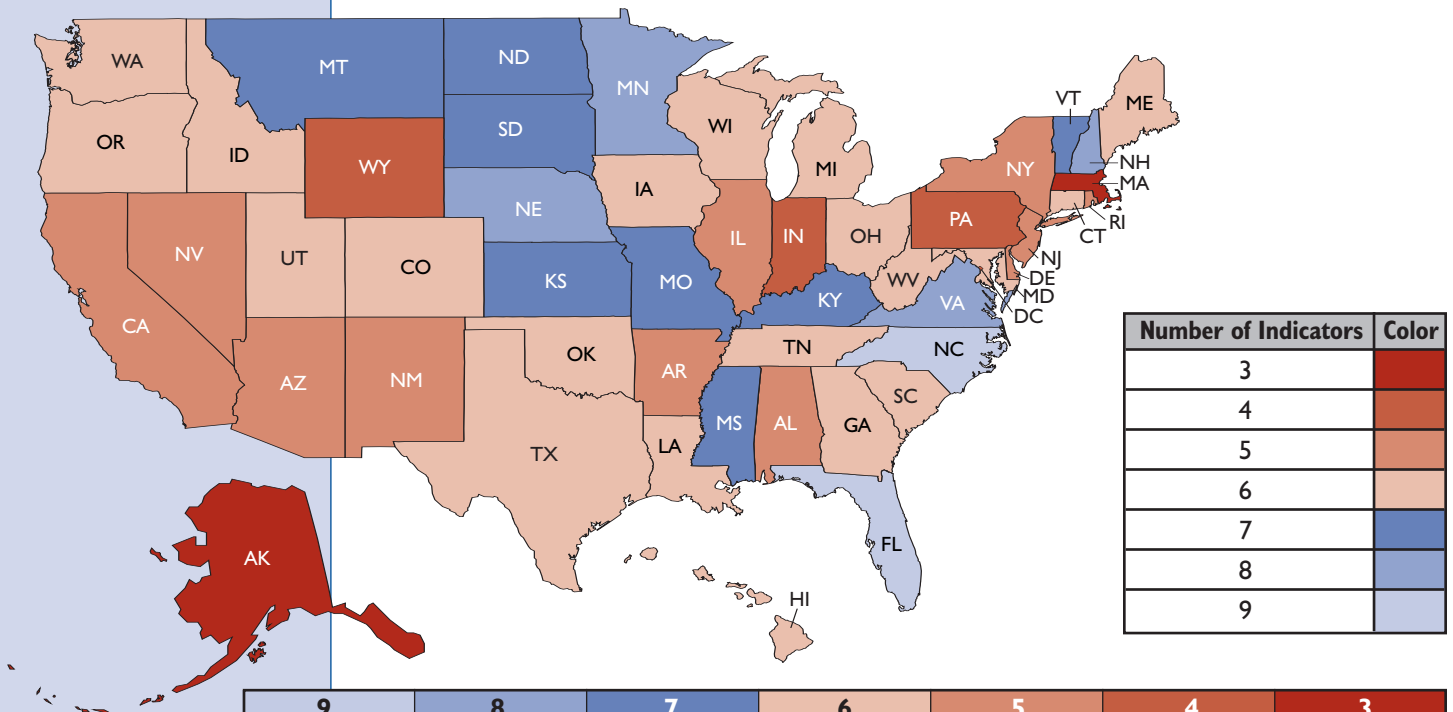 WA
MT
ND
MN
OR
ID
WY
SD
WI
MI
VT
ME
NH
MA
RI
CT
NY
NE
IA
NV
UT
CO
KS
MO
IL
IN
OH
PA
NJ
DE
MD
DC
WV
VA
KY
CA
AZ
NM
OK
AR
TN
NC
SC
TX
LA
MS
AL
GA
FL
AK
HI
Number of Indicators Color
3
4
5
6
7
8
9
9 8 7 6 5 4 3